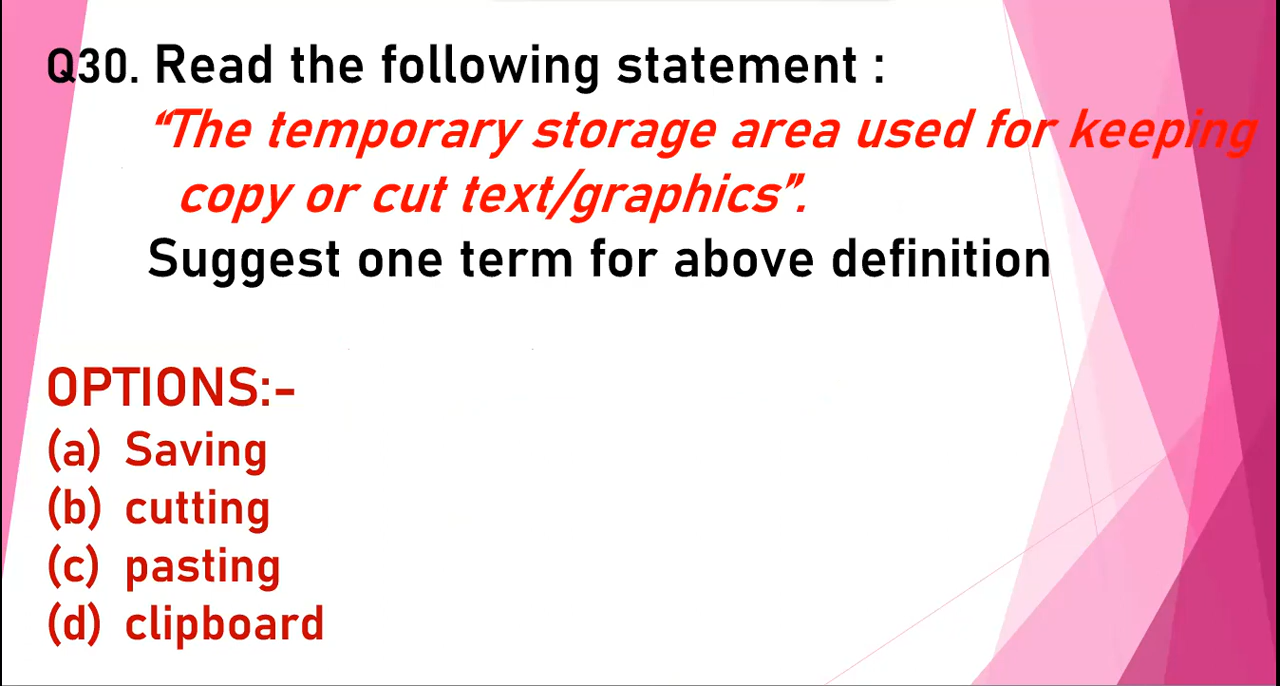 Q30. Read the following statement :
“The temporary storage area used for keeping
copy or cut text/graphics”.
Suggest one term for above definition
OPTIONS:-
(a) Saving
(b) cutting
(c) pasting
(d) clipboard